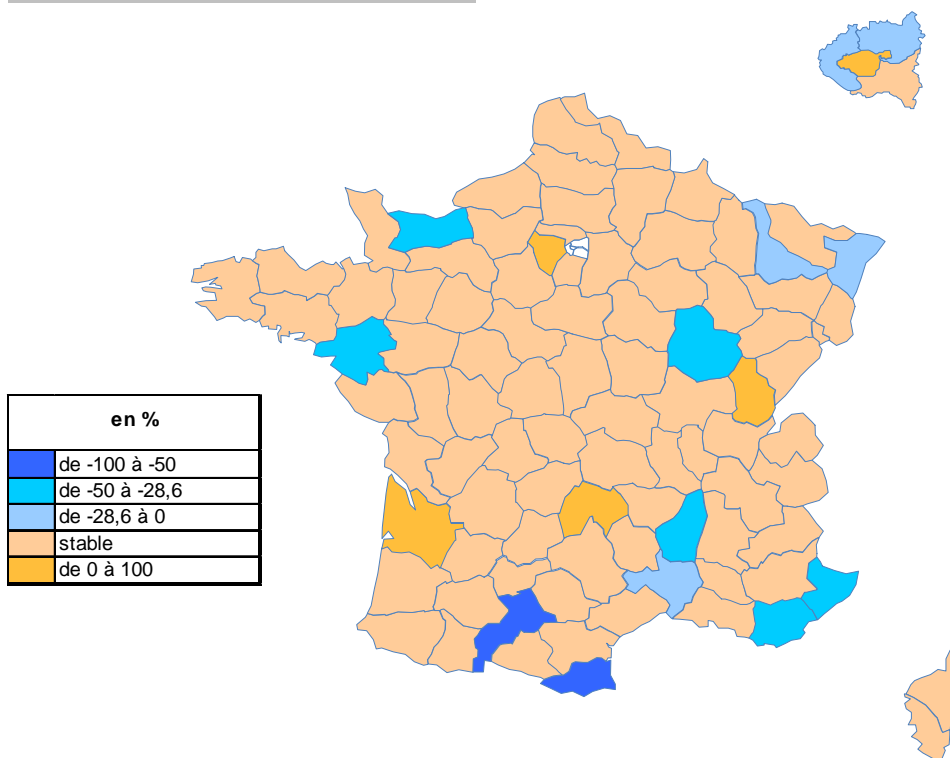 en %
de -100 à -50
de -50 à -28,6
de -28,6 à 0
stable
de 0 à 100